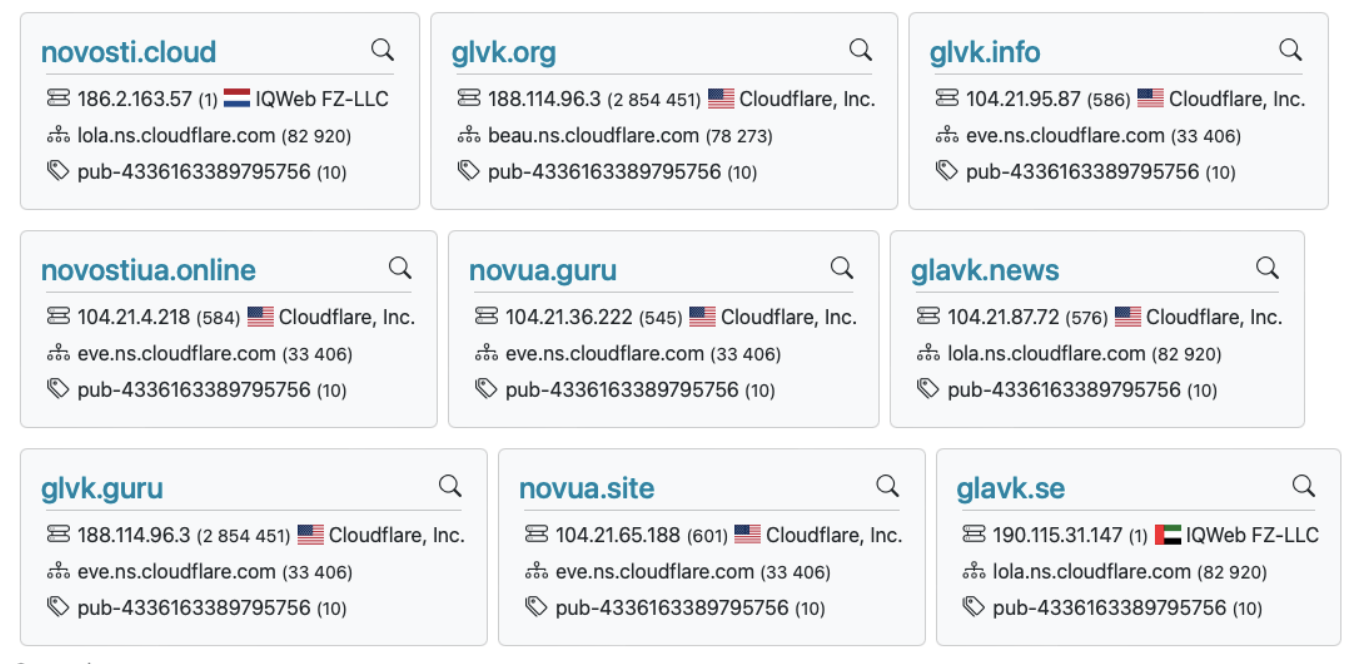 novosti.cloud
186.2.163.57 (1) IQWeb FZ-LLC
lola.ns.cloudflare.com (82 920)
pub-4336163389795756 (10)
glvk.org
188.114.96.3 (2 854 451) Cloudflare, Inc.
beau.ns.cloudflare.com (78 273)
pub-4336163389795756 (10)
glvk.info
104.21.95.87 (586) Cloudflare, Inc.
eve.ns.cloudflare.com (33 406)
pub-4336163389795756 (10)
novostiua.online
104.21.4.218 (584) Cloudflare, Inc.
eve.ns.cloudflare.com (33 406)
pub-4336163389795756 (10)
novua.guru
104.21.36.222 (545) Cloudflare, Inc.
eve.ns.cloudflare.com (33 406)
pub-4336163389795756 (10)
glavk.news
104.21.87.72 (576) Cloudflare, Inc.
lola.ns.cloudflare.com (82 920)
pub-4336163389795756 (10)
glvk.guru
188.114.96.3 (2 854 451) Cloudflare, Inc.
eve.ns.cloudflare.com (33 406)
pub-4336163389795756 (10)
novua.site
104.21.65.188 (601) Cloudflare, Inc.
eve.ns.cloudflare.com (33 406)
pub-4336163389795756 (10)
glavk.se
190.115.31.147 (1) IQWeb FZ-LLC
lola.ns.cloudflare.com (82 920)
pub-4336163389795756 (10)